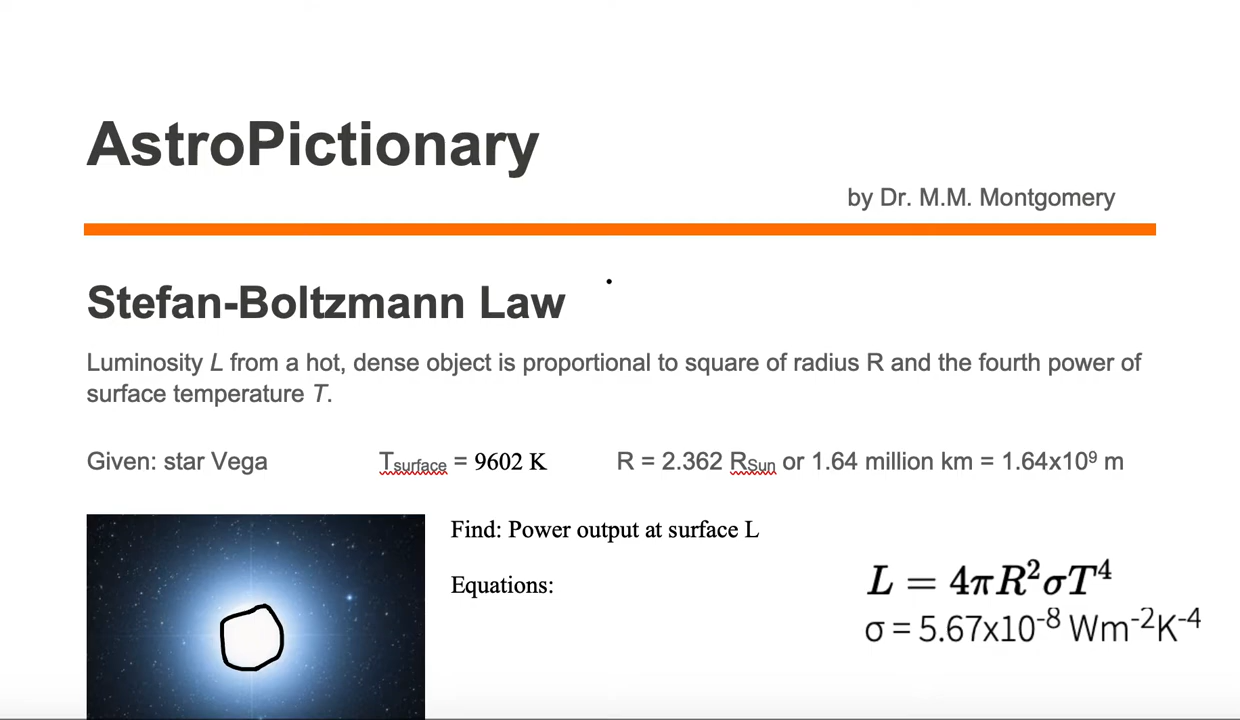 AstroPictionary
by Dr. M.M. Montgomery
Stefan-Boltzmann Law
Luminosity L from a hot, dense object is proportional to square of radius R and the fourth power of
surface temperature T.
Given: star Vega Tsurface = 9602 K R = 2.362 RSun or 1.64 million km = 1.64x10⁹ m
Find: Power output at surface L
Equations:
L = 4πR²σT⁴
σ = 5.67x10⁻⁸ Wm⁻²K⁻⁴